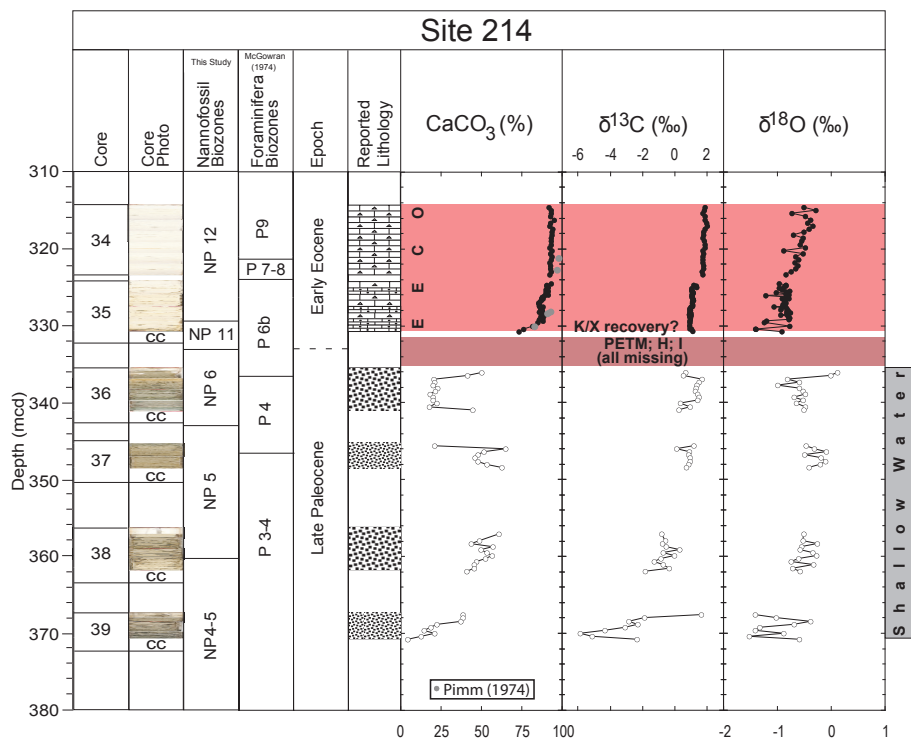 Site 214
Core
Core
Photo
This Study
Nannofossil
Biozones
McGowran
(1974)
Foraminifera
Biozones
Epoch
Reported
Lithology
CaCO3 (%)
δ13C (‰)
δ18O (‰)
-6 -4 -2 0 2
310
320
330
340
350
360
370
380
Depth (mcd)
34
35
36
37
38
39
CC
CC
CC
CC
CC
NP 12
NP 11
NP 6
NP 5
NP4-5
P9
P 7-8
P 6b
P 4
P 3-4
Early Eocene
Late Paleocene
E E C O
K/X recovery?
PETM; H; I
(all missing)
Shallow Water
Pimm (1974)
0 25 50 75 100
-2 -1 0 1